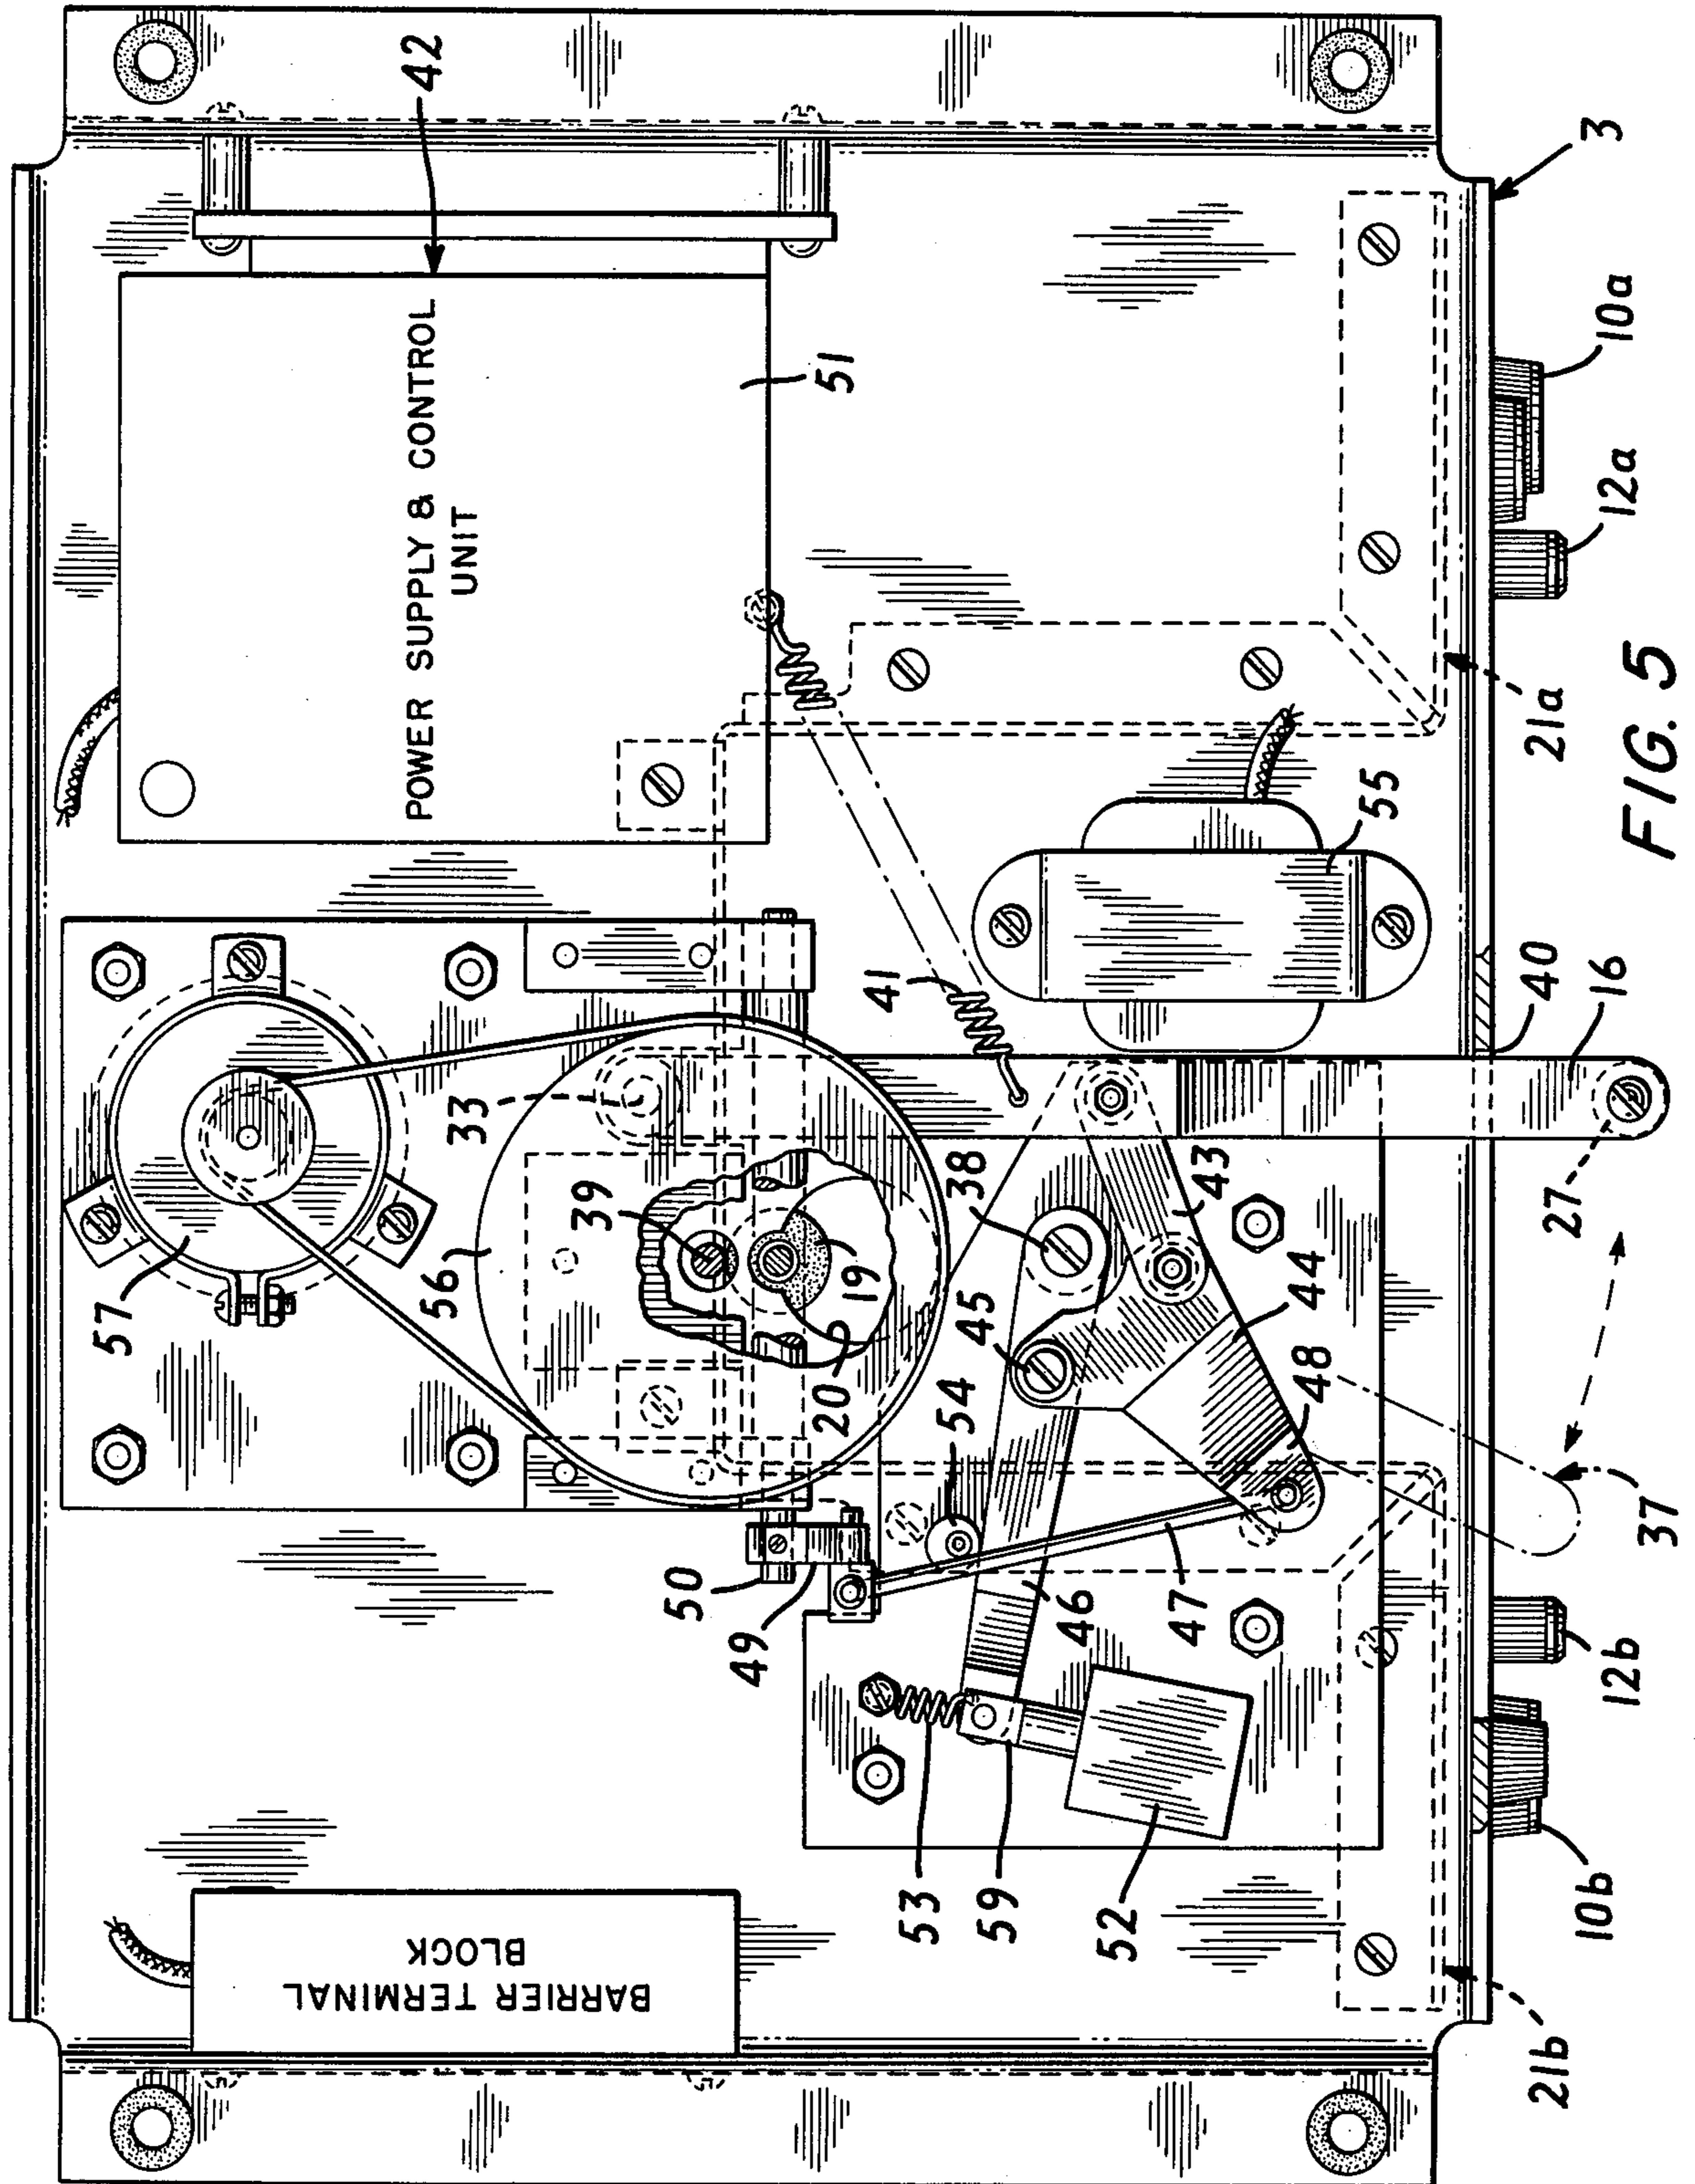 42
POWER SUPPLY & CONTROL
UNIT
51
3
10a
12a
21a
FIG. 5
55
41
40
16
33
27
57
56
39
19
20
38
45
43
44
48
54
37
50
49
46
47
12b
53
59
52
10b
21b
BARRIER TERMINAL
BLOCK